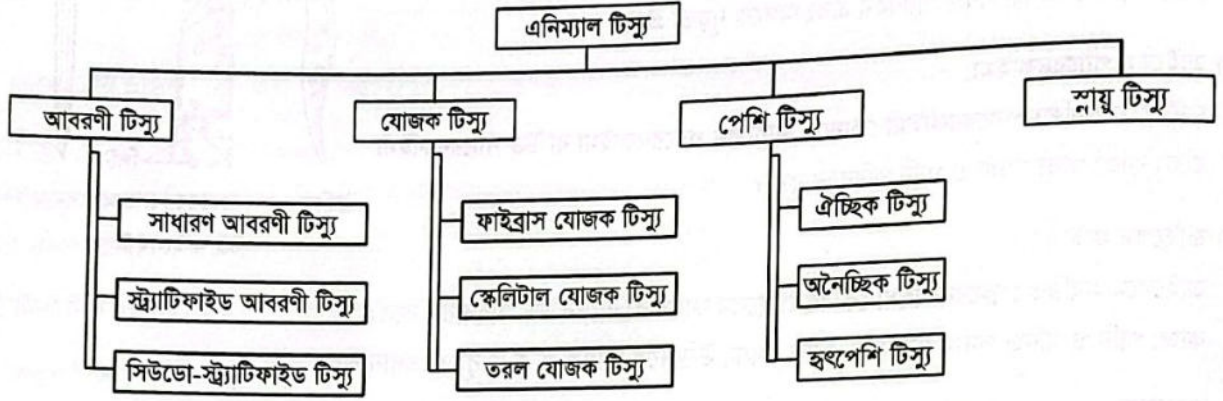 এনিম্যাল টিস্যু
আবরণী টিস্যু
যোজক টিস্যু
পেশি টিস্যু
স্নায়ু টিস্যু
সাধারণ আবরণী টিস্যু
স্ট্র্যাটিফাইড আবরণী টিস্যু
সিউডো-স্ট্র্যাটিফাইড টিস্যু
ফাইব্রাস যোজক টিস্যু
স্কেলিটাল যোজক টিস্যু
তরল যোজক টিস্যু
ঐচ্ছিক টিস্যু
অনৈচ্ছিক টিস্যু
হৃৎপেশি টিস্যু